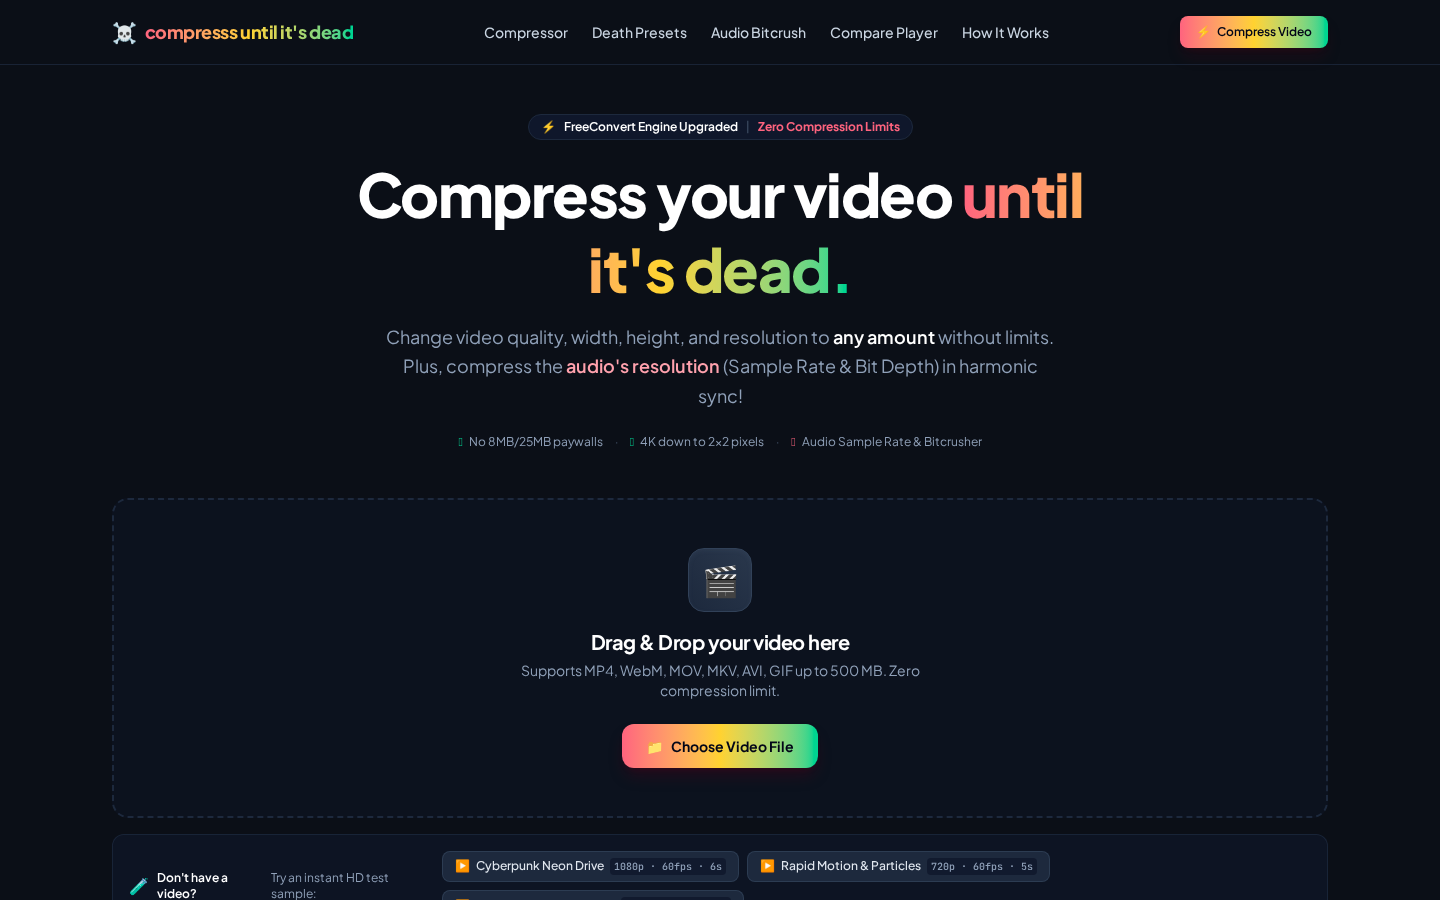 compresss until it's dead
Compressor
Death Presets
Audio Bitcrush
Compare Player
How It Works
Compress Video
FreeConvert Engine Upgraded | Zero Compression Limits
Compress your video until
it's dead.
Change video quality, width, height, and resolution to any amount without limits.
Plus, compress the audio's resolution (Sample Rate & Bit Depth) in harmonic
sync!
No 8MB/25MB paywalls · 4K down to 2×2 pixels · Audio Sample Rate & Bitcrusher
Drag & Drop your video here
Supports MP4, WebM, MOV, MKV, AVI, GIF up to 500 MB. Zero
compression limit.
Choose Video File
Don't have a
video?
Try an instant HD test
sample:
Cyberpunk Neon Drive 1080p · 60fps · 6s
Rapid Motion & Particles 720p · 60fps · 5s